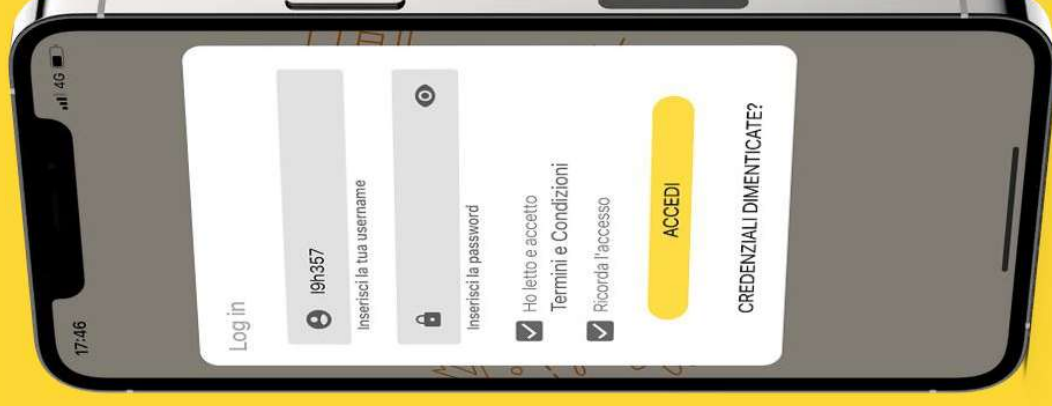 17:46
4G
Log in
l9h357
Inserisci la tua username
Inserisci la password
Ho letto e accetto
Termini e Condizioni
Ricorda l'accesso
ACCEDI
CREDENZIALI DIMENTICATE?